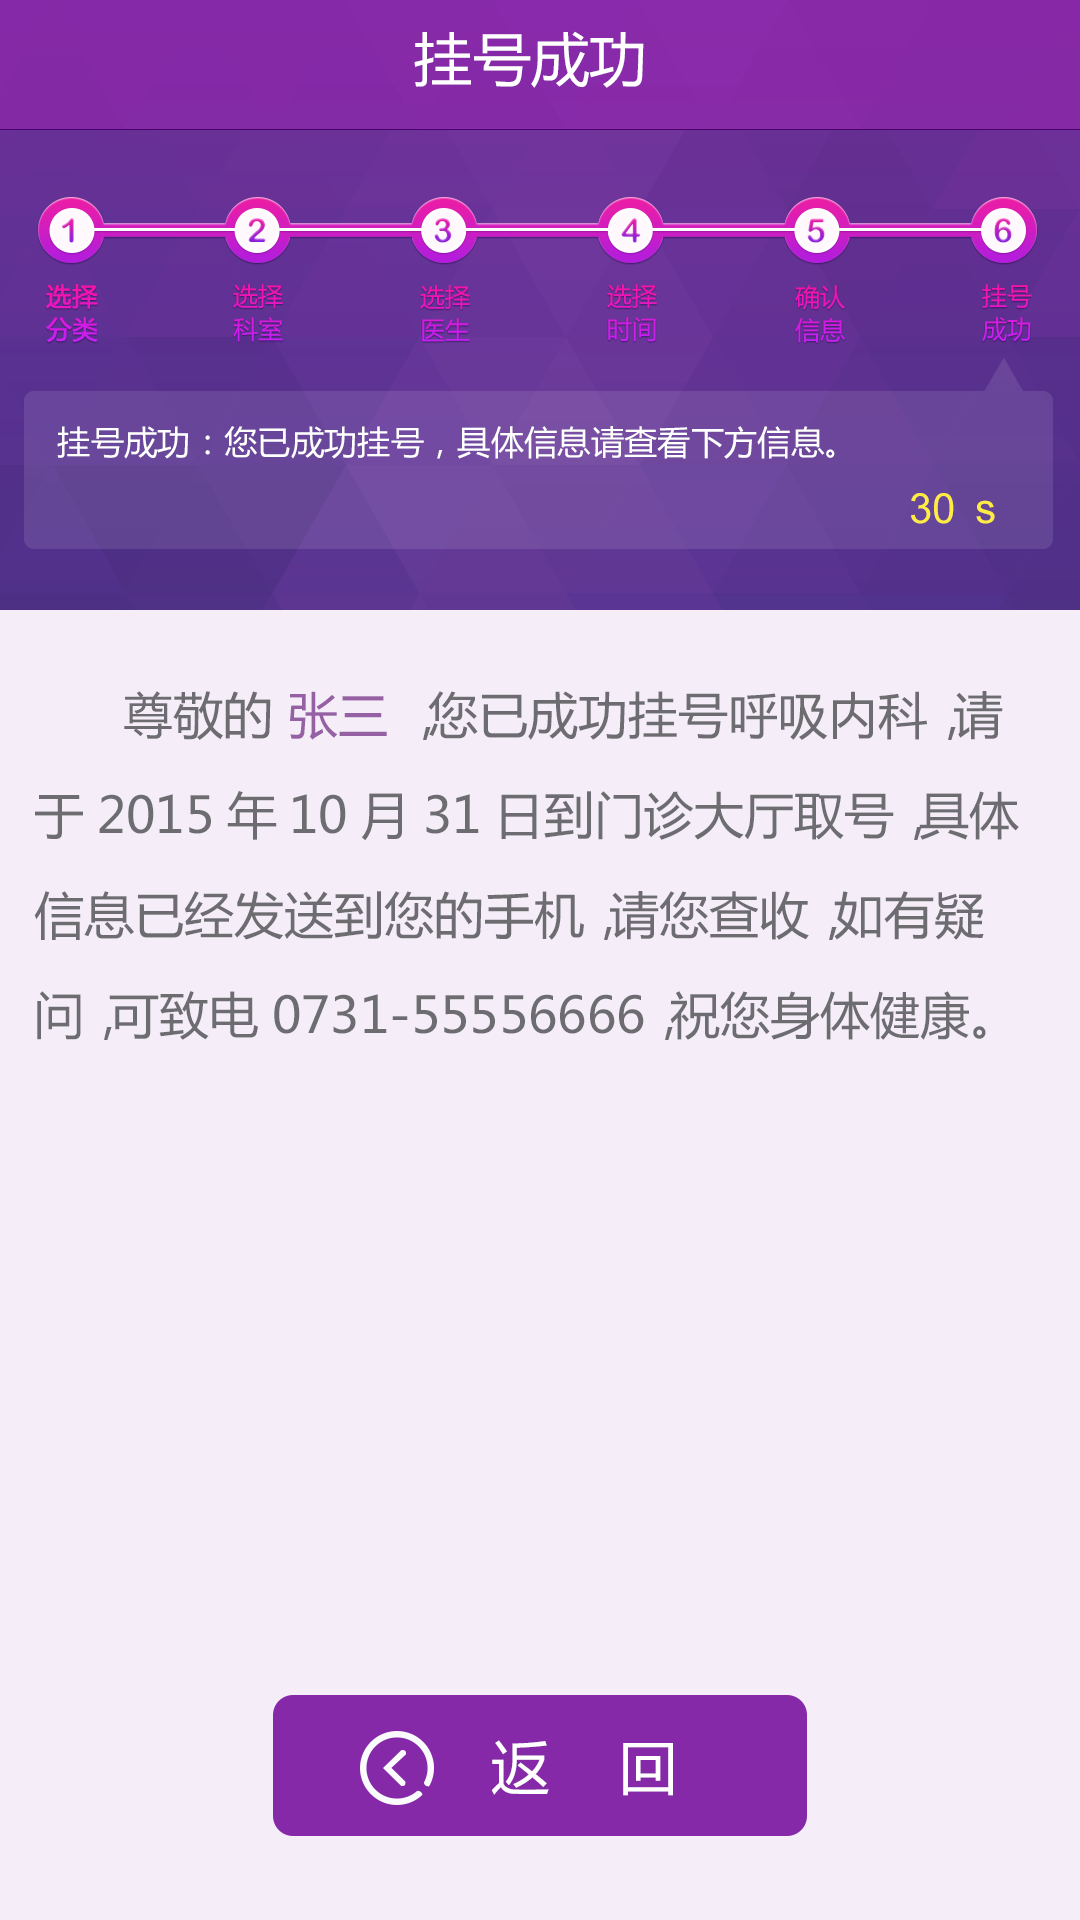 挂号成功
1 2 3 4 5 6
选择 选择 选择 选择 确认 挂号
分类 科室 医生 时间 信息 成功
挂号成功：您已成功挂号，具体信息请查看下方信息。
30 s
尊敬的 张三 ,您已成功挂号呼吸内科 ,请
于 2015 年 10 月 31 日到门诊大厅取号 ,具体
信息已经发送到您的手机 ,请您查收 ,如有疑
问 ,可致电 0731-55556666 ,祝您身体健康。
返 回